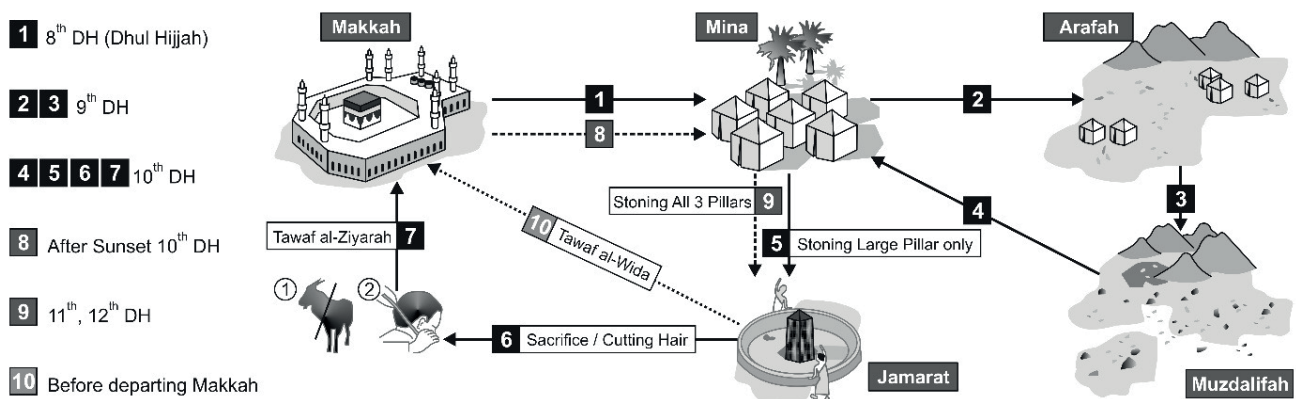 1 8th DH (Dhul Hijjah)
2 3 9th DH
4 5 6 7 10th DH
8 After Sunset 10th DH
9 11th, 12th DH
10 Before departing Makkah
Makkah
Mina
Arafah
1
8
2
3
4
Stoning All 3 Pillars 9
5 Stoning Large Pillar only
10 Tawaf al-Wida
Tawaf al-Ziyarah 7
1 2
6 Sacrifice / Cutting Hair
Jamarat
Muzdalifah